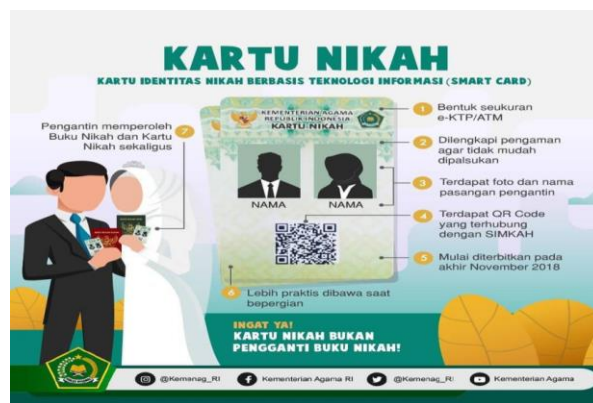 KARTU NIKAH
KARTU IDENTITAS NIKAH BERBASIS TEKNOLOGI INFORMASI (SMART CARD)
KEMENTERIAN AGAMA
REPUBLIK INDONESIA
KARTU NIKAH
NAMA
NAMA
1
Bentuk seukuran
e-KTP/ATM
2
Dilengkapi pengaman
agar tidak mudah
dipalsukan
3
Terdapat foto dan nama
pasangan pengantin
4
Terdapat QR Code
yang terhubung
dengan SIMKAH
5
Mulai diterbitkan pada
akhir November 2018
6
Lebih praktis dibawa saat
bepergian
7
Pengantin memperoleh
Buku Nikah dan Kartu
Nikah sekaligus
INGAT YA!
KARTU NIKAH BUKAN
PENGGANTI BUKU NIKAH!
@Kemenag_RI
Kementerian Agama RI
@Kemenag_RI
Kementerian Agama